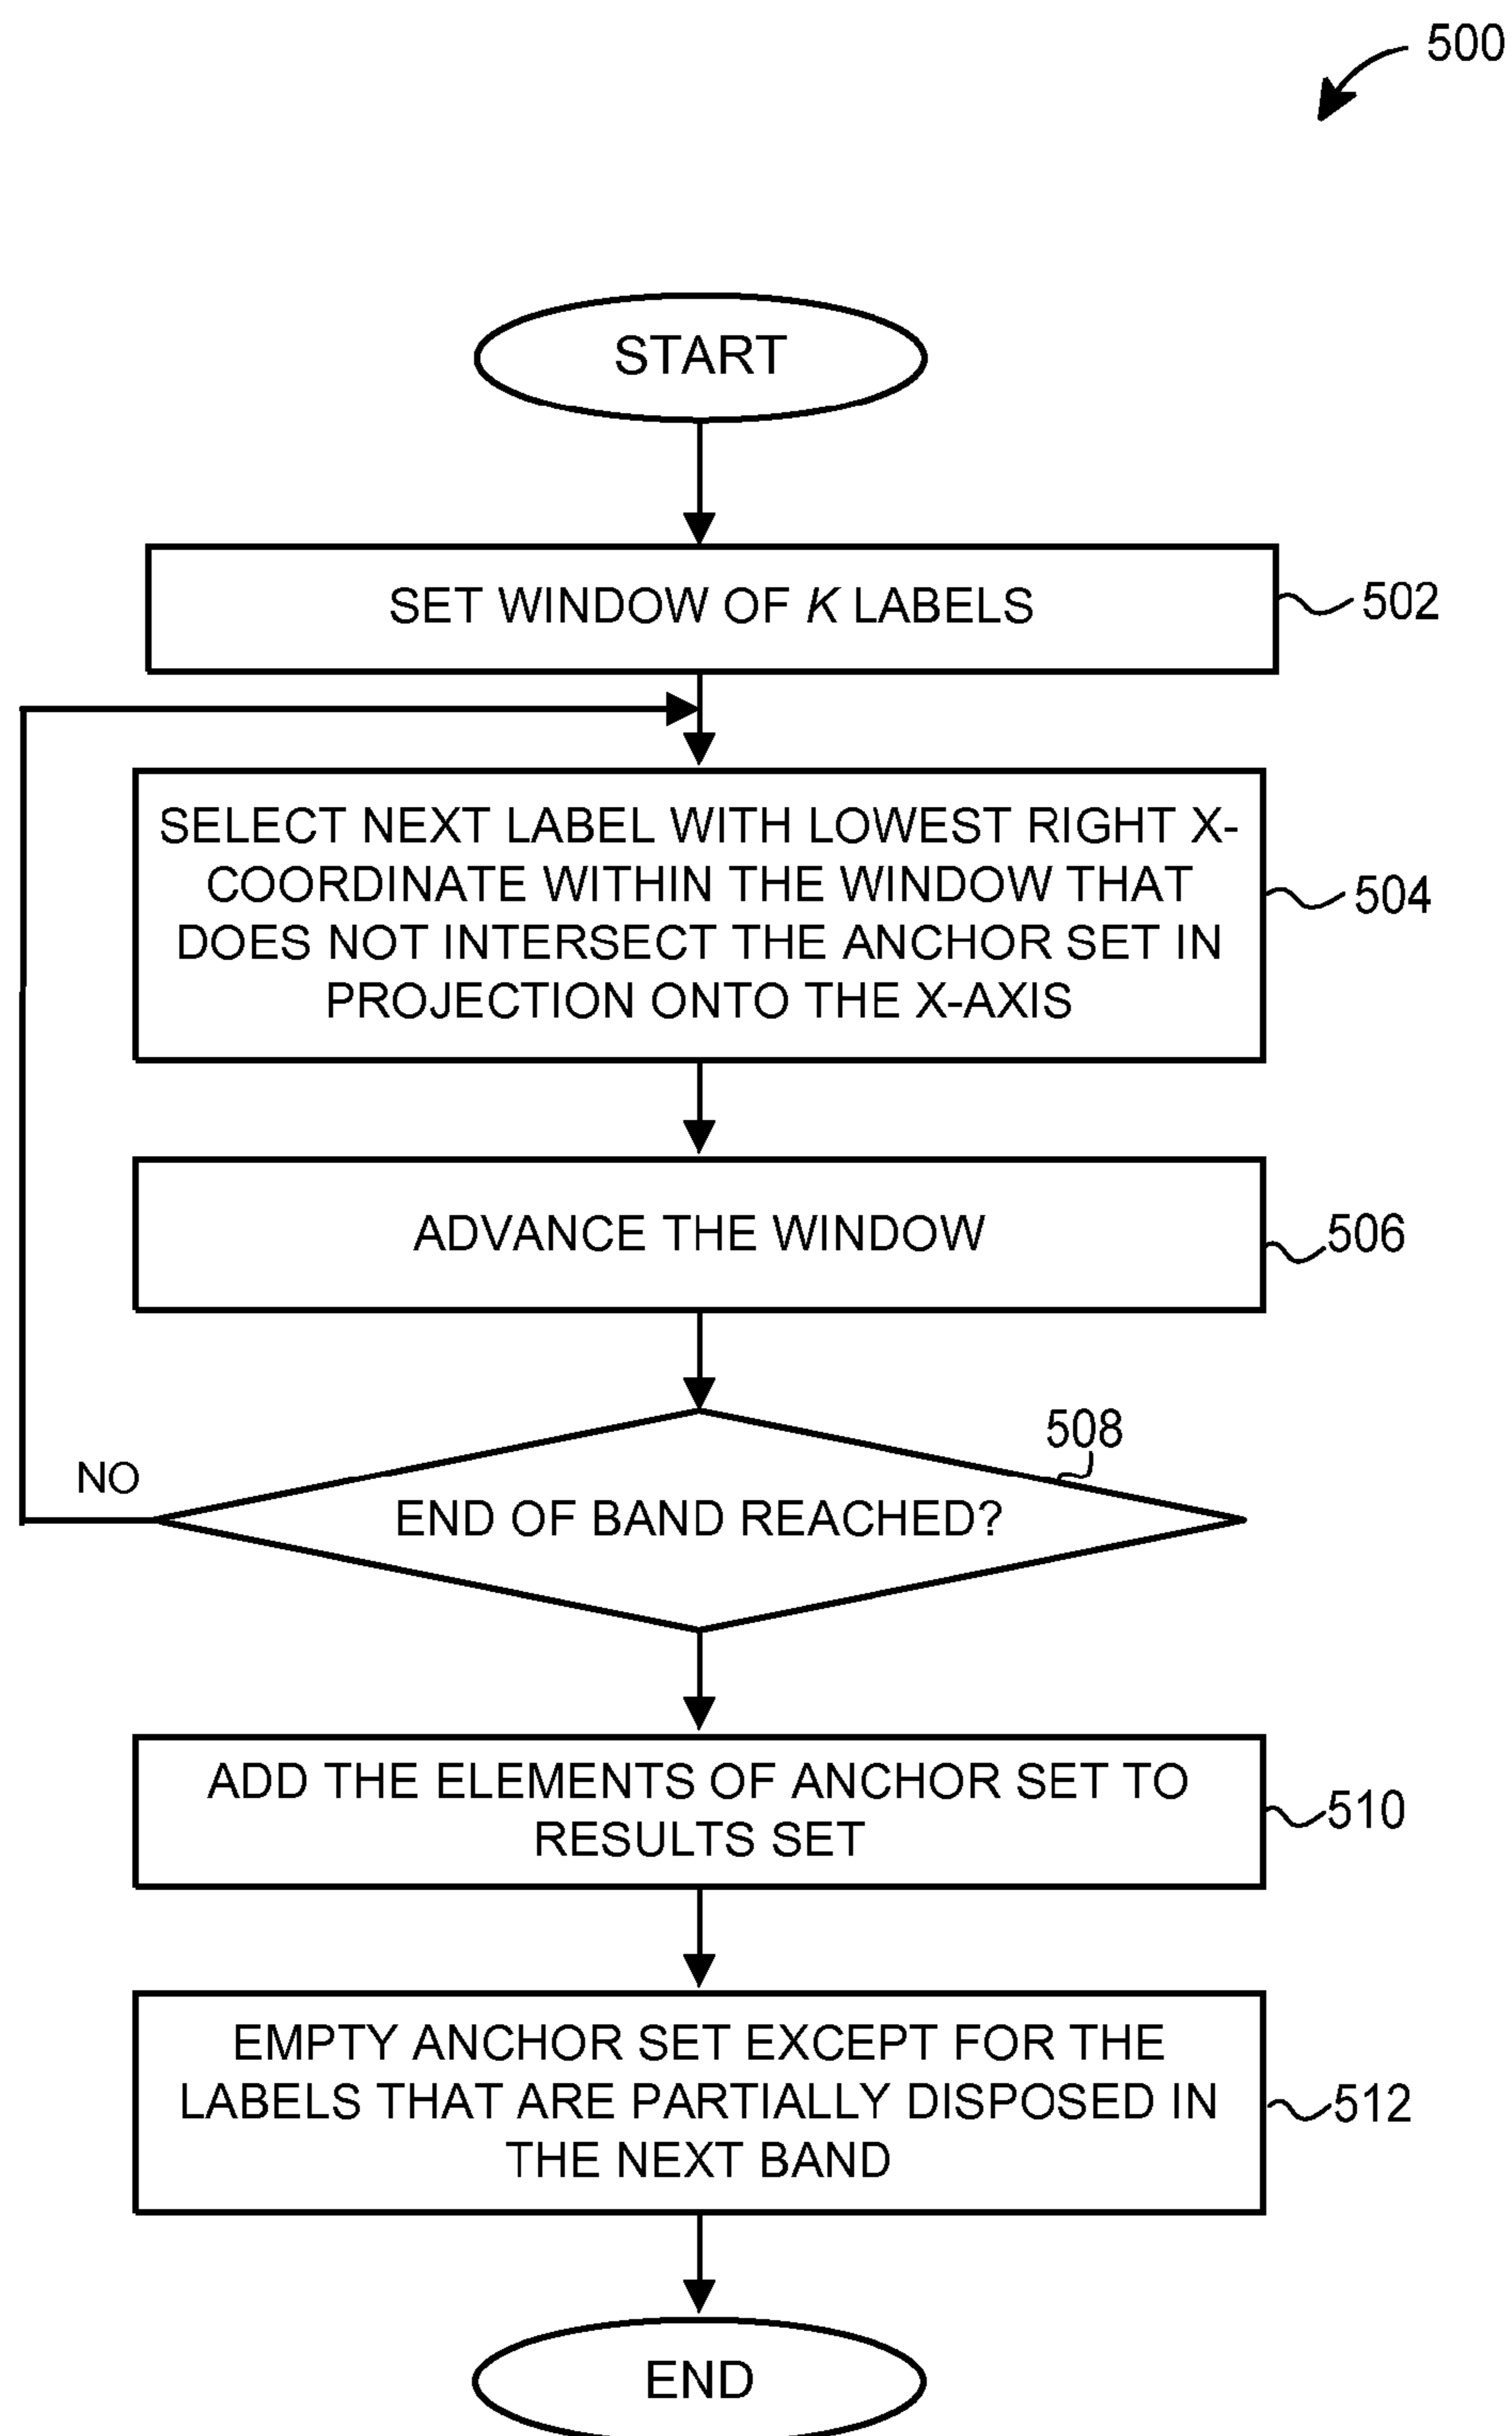 500
START
SET WINDOW OF K LABELS
502
SELECT NEXT LABEL WITH LOWEST RIGHT X-
COORDINATE WITHIN THE WINDOW THAT
DOES NOT INTERSECT THE ANCHOR SET IN
PROJECTION ONTO THE X-AXIS
504
ADVANCE THE WINDOW
506
508
NO
END OF BAND REACHED?
ADD THE ELEMENTS OF ANCHOR SET TO
RESULTS SET
510
EMPTY ANCHOR SET EXCEPT FOR THE
LABELS THAT ARE PARTIALLY DISPOSED IN
THE NEXT BAND
512
END